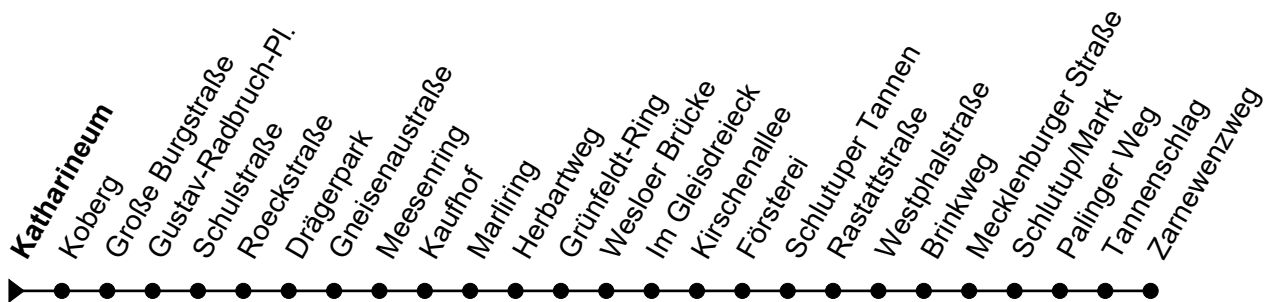 Katharineum
Koberg
Große Burgstraße
Gustav-Radbruch-Pl.
Schulstraße
Roeckstraße
Drägerpark
Gneisenaustraße
Meesenring
Kaufhof
Marliring
Herbartweg
Grünfeldt-Ring
Wesloer Brücke
Im Gleisdreieck
Kirschenallee
Försterei
Schlutuper Tannen
Rastattstraße
Westphalstraße
Brinkweg
Mecklenburger Straße
Schlutup/Markt
Palinger Weg
Tannenschlag
Zarnewenzweg